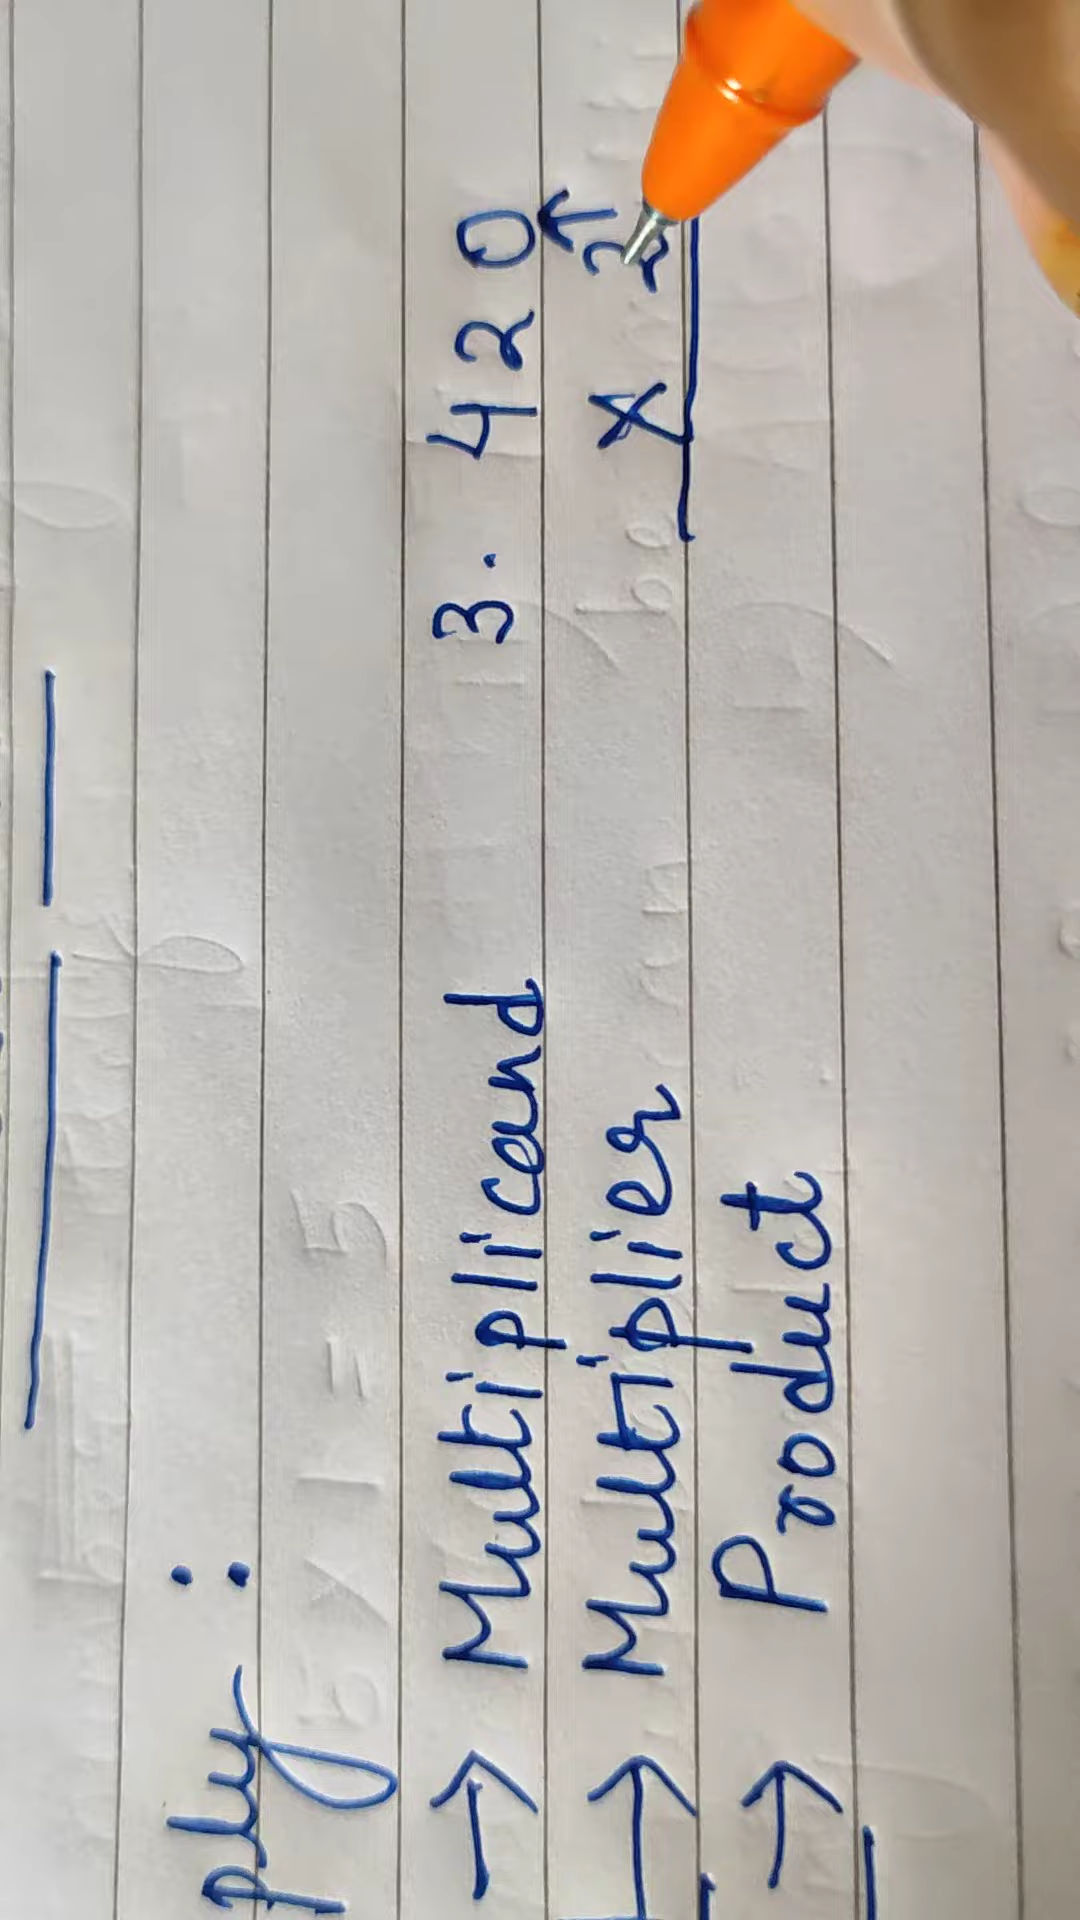 ply :
→ Multiplicand 3. 420
→ Multiplier x 2
→ Product